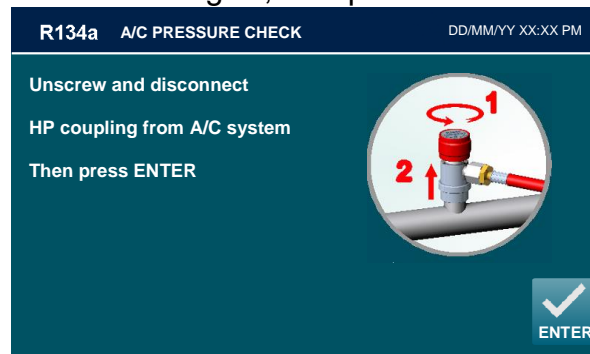 R134a A/C PRESSURE CHECK DD/MM/YY XX:XX PM
Unscrew and disconnect
HP coupling from A/C system
Then press ENTER
1
2
ENTER